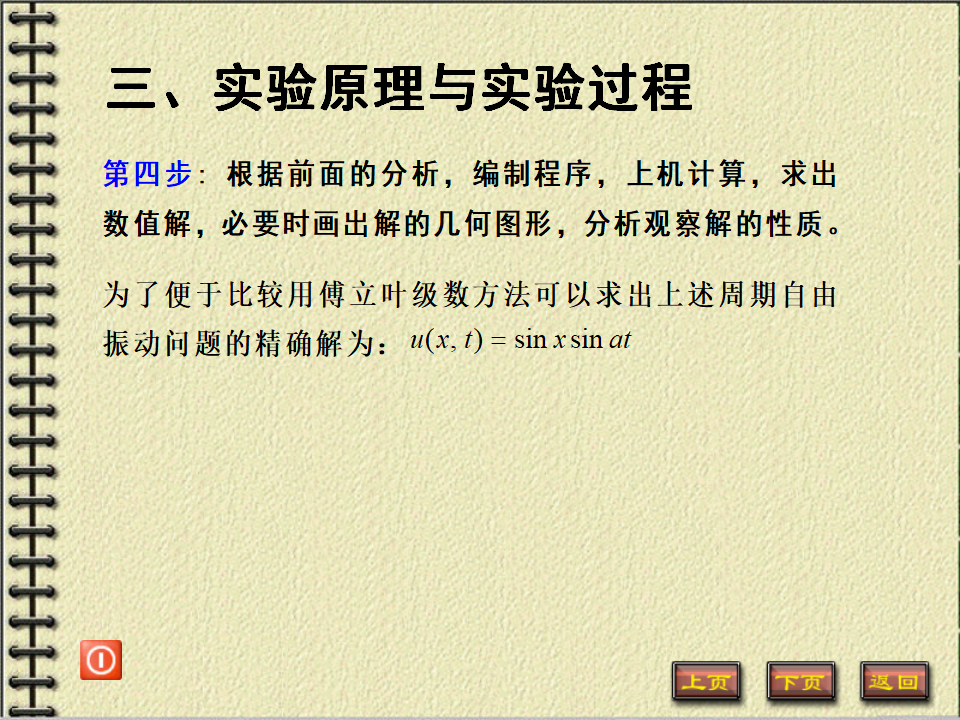 三、实验原理与实验过程
第四步：根据前面的分析，编制程序，上机计算，求出
数值解，必要时画出解的几何图形，分析观察解的性质。
为了便于比较用傅立叶级数方法可以求出上述周期自由
振动问题的精确解为：u(x, t) = sin x sin at
上页 下页 返回